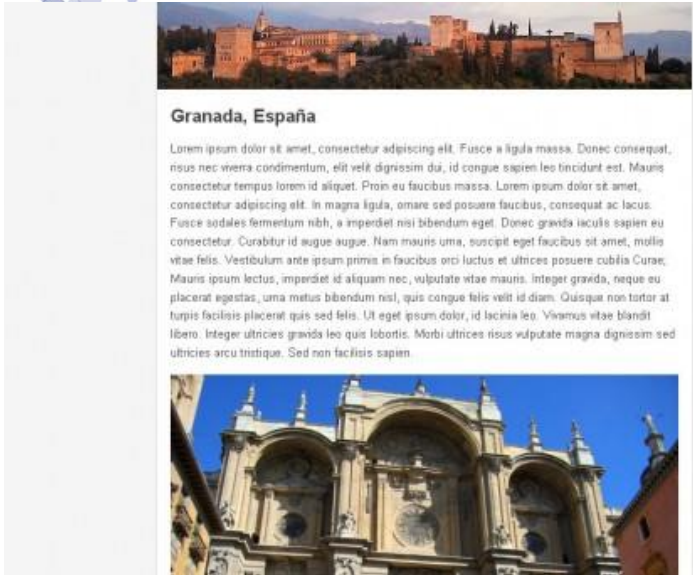 Granada, España
Lorem ipsum dolor sit amet, consectetur adipiscing elit. Fusce a ligula massa. Donec consequat,
risus nec viverra condimentum, elit velit dignissim dui, id congue sapien leo tincidunt est. Mauris
consectetur tempus lorem id aliquet. Proin eu faucibus massa. Lorem ipsum dolor sit amet,
consectetur adipiscing elit. In magna ligula, ornare sed posuere faucibus, consequat ac lacus.
Fusce sodales fermentum nibh, a imperdiet nisi bibendum eget. Donec gravida iaculis sapien eu
consectetur. Curabitur id augue augue. Nam mauris urna, suscipit eget faucibus sit amet, mollis
vitae felis. Vestibulum ante ipsum primis in faucibus orci luctus et ultrices posuere cubilia Curae;
Mauris ipsum lectus, imperdiet id aliquam nec, vulputate vitae mauris. Integer gravida, neque eu
placerat egestas, urna metus bibendum nisl, quis congue felis velit id diam. Quisque non tortor at
turpis facilisis placerat quis sed felis. Ut eget ipsum dolor, id lacinia leo. Vivamus vitae blandit
libero. Integer ultricies gravida leo quis lobortis. Morbi ultrices risus vulputate magna dignissim sed
ultricies arcu tristique. Sed non facilisis sapien.